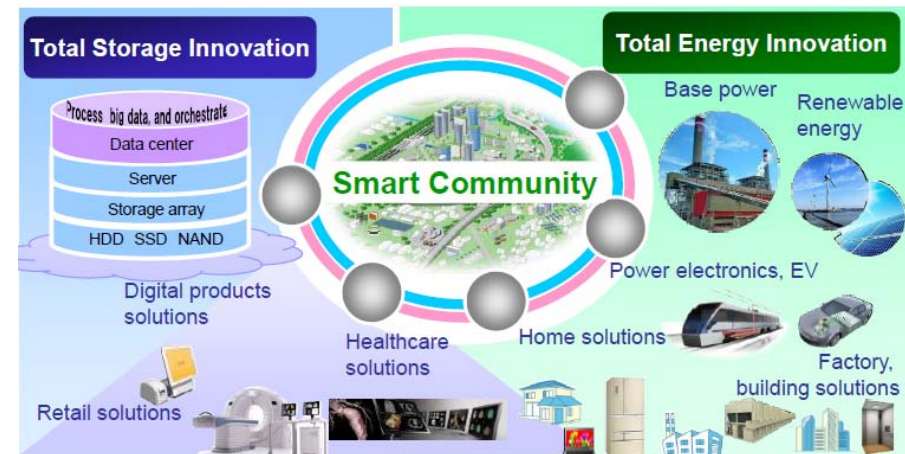 Total Storage Innovation
Process big data, and orchestrate
Data center
Server
Storage array
HDD SSD NAND
Digital products
solutions
Retail solutions
Healthcare
solutions
Smart Community
Total Energy Innovation
Base power
Renewable
energy
Power electronics, EV
Home solutions
Factory,
building solutions